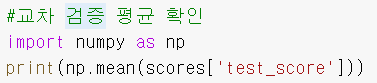 #교차 검증 평균 확인
import numpy as np
print(np.mean(scores['test_score']))